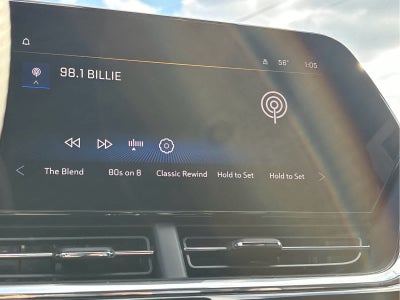 56° 1:05
98.1 BILLIE
The Blend 80s on 8 Classic Rewind Hold to Set Hold to Set